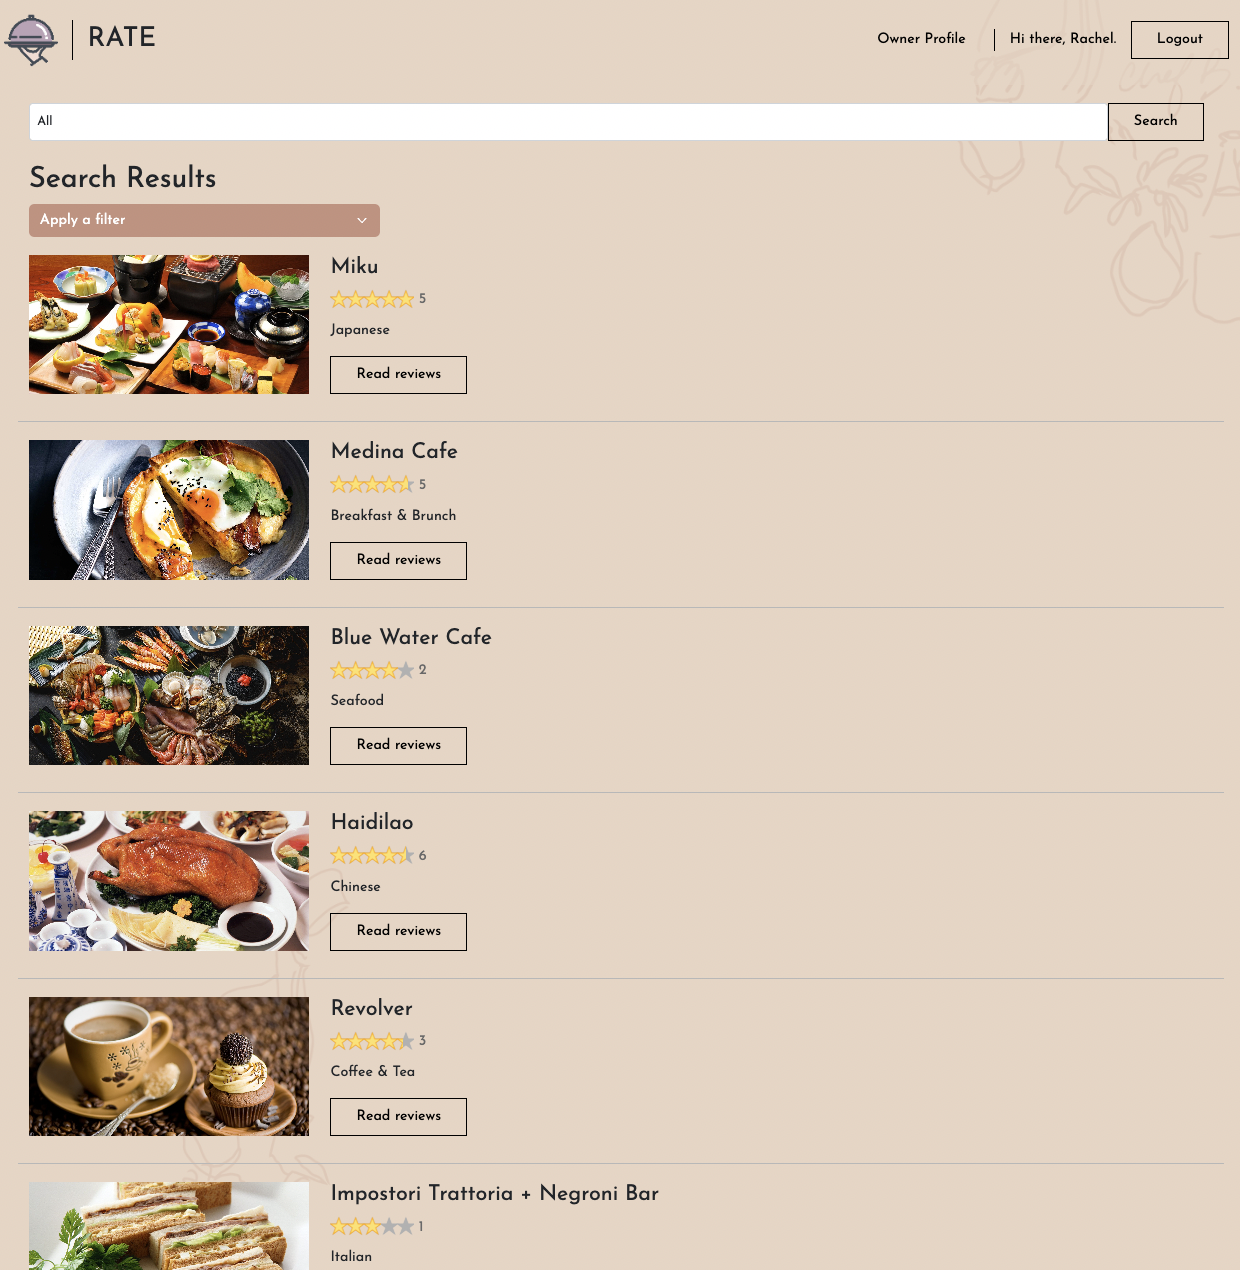 RATE
Owner Profile
Hi there, Rachel.
Logout
All
Search
Search Results
Apply a filter
Miku
5
Japanese
Read reviews
Medina Cafe
5
Breakfast & Brunch
Read reviews
Blue Water Cafe
2
Seafood
Read reviews
Haidilao
6
Chinese
Read reviews
Revolver
3
Coffee & Tea
Read reviews
Impostori Trattoria + Negroni Bar
1
Italian